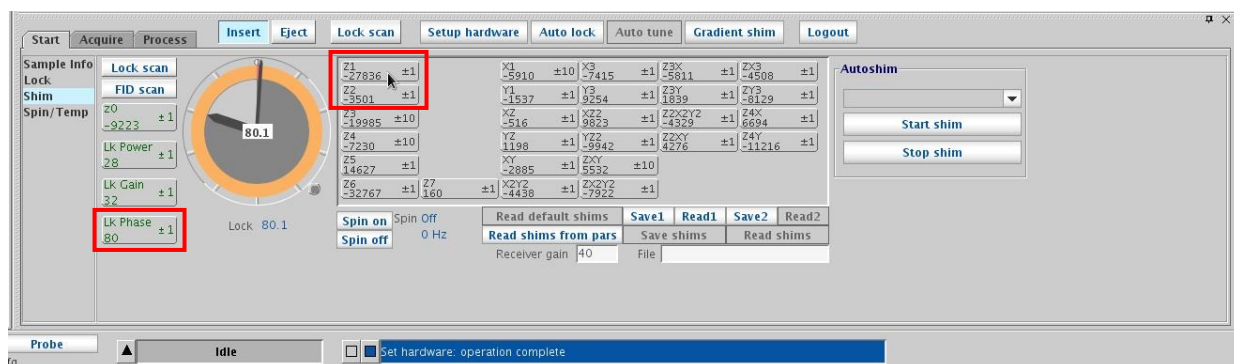 Start Acquire Process Insert Eject Lock scan Setup hardware Auto lock Auto tune Gradient shim Logout
Sample Info
Lock
Shim
Spin/Temp
Lock scan
FID scan
z0
-9223 ±1
Lk Power
28 ±1
Lk Gain
32 ±1
Lk Phase
80 ±1
80.1
Lock 80.1
Z1 -27836 ±1
Z2 -3501 ±1
Z3 -19985 ±10
Z4 -7230 ±10
Z5 14627 ±1
Z6 -32767 ±1
Z7 160 ±1
X1 -5910 ±10
Y1 -1537 ±1
XZ -516 ±1
YZ 1198 ±1
XY -2885 ±1
X2Y2 -4438 ±1
X3 -7415 ±1
Y3 9254 ±1
XZ2 9823 ±1
YZ2 -9942 ±1
ZXY 5532 ±10
ZX2Y2 -7922 ±1
Z3X -5811 ±1
Z3Y 1839 ±1
Z2X2Y2 -4329 ±1
Z2XY 4276 ±1
ZX3 -4508 ±1
ZY3 -8129 ±1
Z4X 6694 ±1
Z4Y -11216 ±1
Spin on Spin Off
Spin off 0 Hz
Read default shims Save1 Read1 Save2 Read2
Read shims from pars Save shims Read shims
Receiver gain 40 File
Autoshim
Start shim
Stop shim
Probe
Idle
Set hardware: operation complete